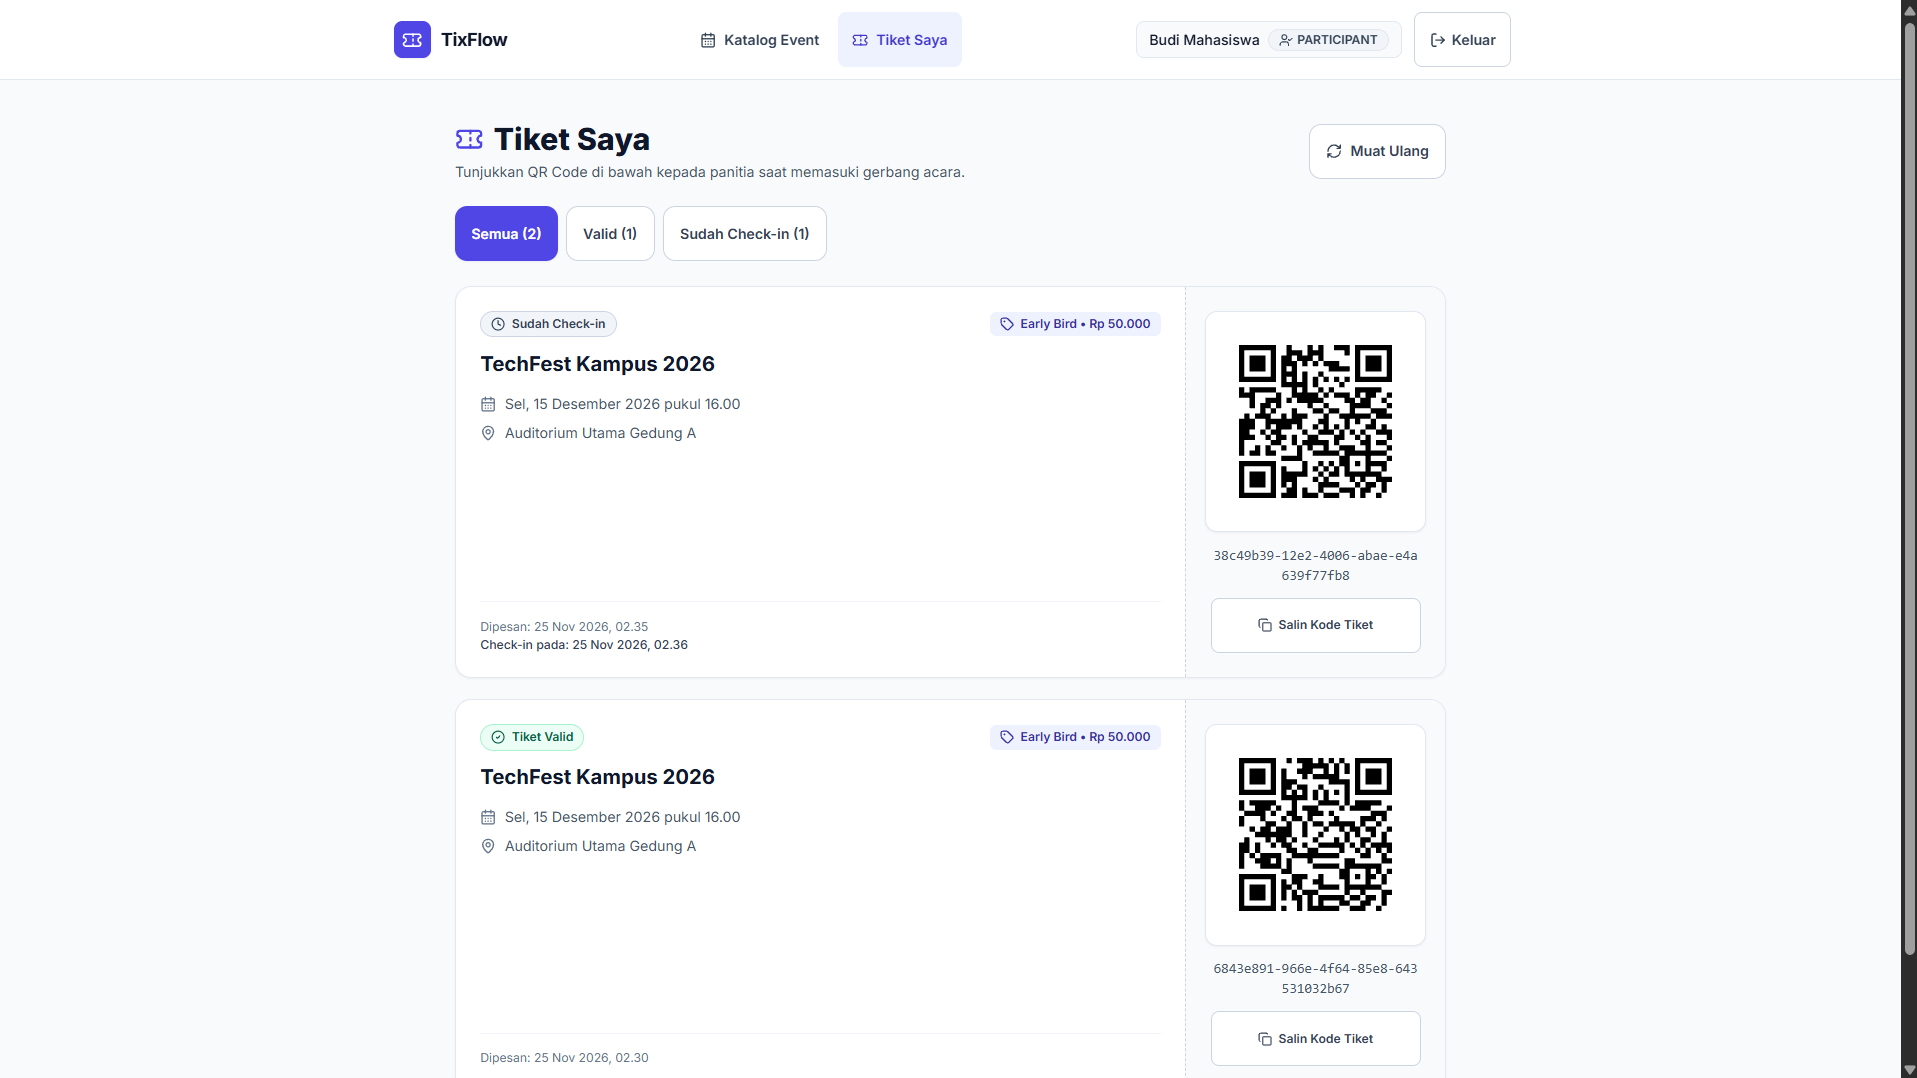 TixFlow
Katalog Event
Tiket Saya
Budi Mahasiswa
PARTICIPANT
Keluar
Tiket Saya
Tunjukkan QR Code di bawah kepada panitia saat memasuki gerbang acara.
Muat Ulang
Semua (2)
Valid (1)
Sudah Check-in (1)
Sudah Check-in
Early Bird • Rp 50.000
TechFest Kampus 2026
Sel, 15 Desember 2026 pukul 16.00
Auditorium Utama Gedung A
Dipesan: 25 Nov 2026, 02.35
Check-in pada: 25 Nov 2026, 02.36
38c49b39-12e2-4006-abae-e4a
639f77fb8
Salin Kode Tiket
Tiket Valid
Early Bird • Rp 50.000
TechFest Kampus 2026
Sel, 15 Desember 2026 pukul 16.00
Auditorium Utama Gedung A
Dipesan: 25 Nov 2026, 02.30
6843e891-966e-4f64-85e8-643
531032b67
Salin Kode Tiket